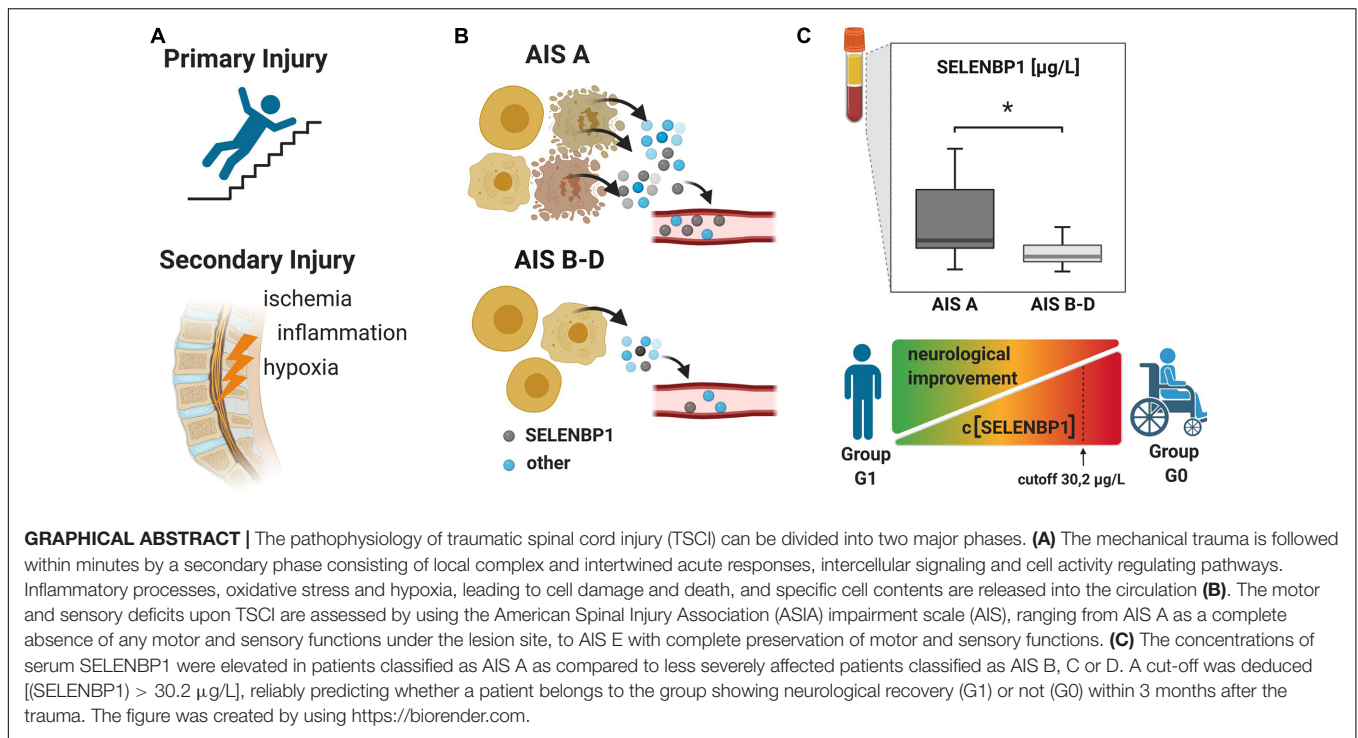 A
Primary Injury
Secondary Injury
ischemia
inflammation
hypoxia
B
AIS A
AIS B-D
SELENBP1
other
C
SELENBP1 [µg/L]
*
AIS A
AIS B-D
neurological
improvement
c[SELENBP1]
Group
G1
cutoff 30,2 µg/L
Group
G0
GRAPHICAL ABSTRACT | The pathophysiology of traumatic spinal cord injury (TSCI) can be divided into two major phases. (A) The mechanical trauma is followed
within minutes by a secondary phase consisting of local complex and intertwined acute responses, intercellular signaling and cell activity regulating pathways.
Inflammatory processes, oxidative stress and hypoxia, leading to cell damage and death, and specific cell contents are released into the circulation (B). The motor
and sensory deficits upon TSCI are assessed by using the American Spinal Injury Association (ASIA) impairment scale (AIS), ranging from AIS A as a complete
absence of any motor and sensory functions under the lesion site, to AIS E with complete preservation of motor and sensory functions. (C) The concentrations of
serum SELENBP1 were elevated in patients classified as AIS A as compared to less severely affected patients classified as AIS B, C or D. A cut-off was deduced
[(SELENBP1) > 30.2 µg/L], reliably predicting whether a patient belongs to the group showing neurological recovery (G1) or not (G0) within 3 months after the
trauma. The figure was created by using https://biorender.com.